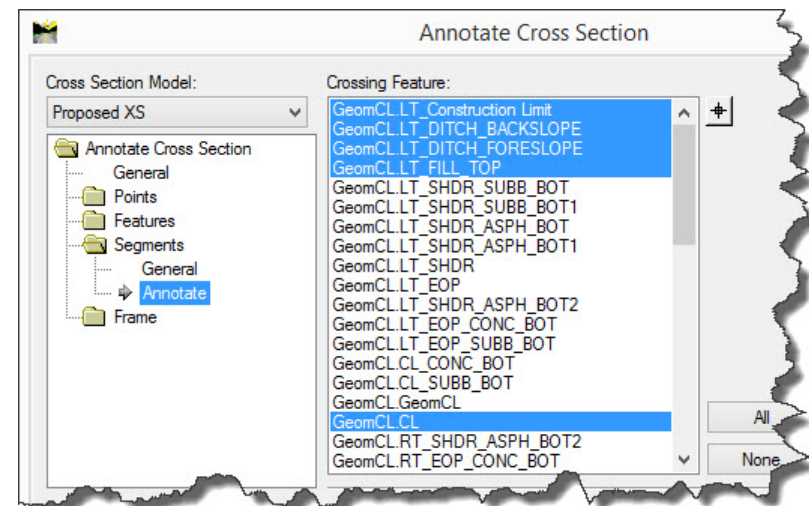 Annotate Cross Section
Cross Section Model:
Proposed XS
Annotate Cross Section
General
Points
Features
Segments
General
Annotate
Frame
Crossing Feature:
GeomCL.LT_Construction Limit
GeomCL.LT_DITCH_BACKSLOPE
GeomCL.LT_DITCH_FORESLOPE
GeomCL.LT_FILL_TOP
GeomCL.LT_SHDR_SUBB_BOT
GeomCL.LT_SHDR_SUBB_BOT1
GeomCL.LT_SHDR_ASPH_BOT
GeomCL.LT_SHDR_ASPH_BOT1
GeomCL.LT_SHDR
GeomCL.LT_EOP
GeomCL.LT_SHDR_ASPH_BOT2
GeomCL.LT_EOP_CONC_BOT
GeomCL.LT_EOP_SUBB_BOT
GeomCL.CL_CONC_BOT
GeomCL.CL_SUBB_BOT
GeomCL.GeomCL
GeomCL.CL
GeomCL.RT_SHDR_ASPH_BOT2
GeomCL.RT_EOP_CONC_BOT
All
None